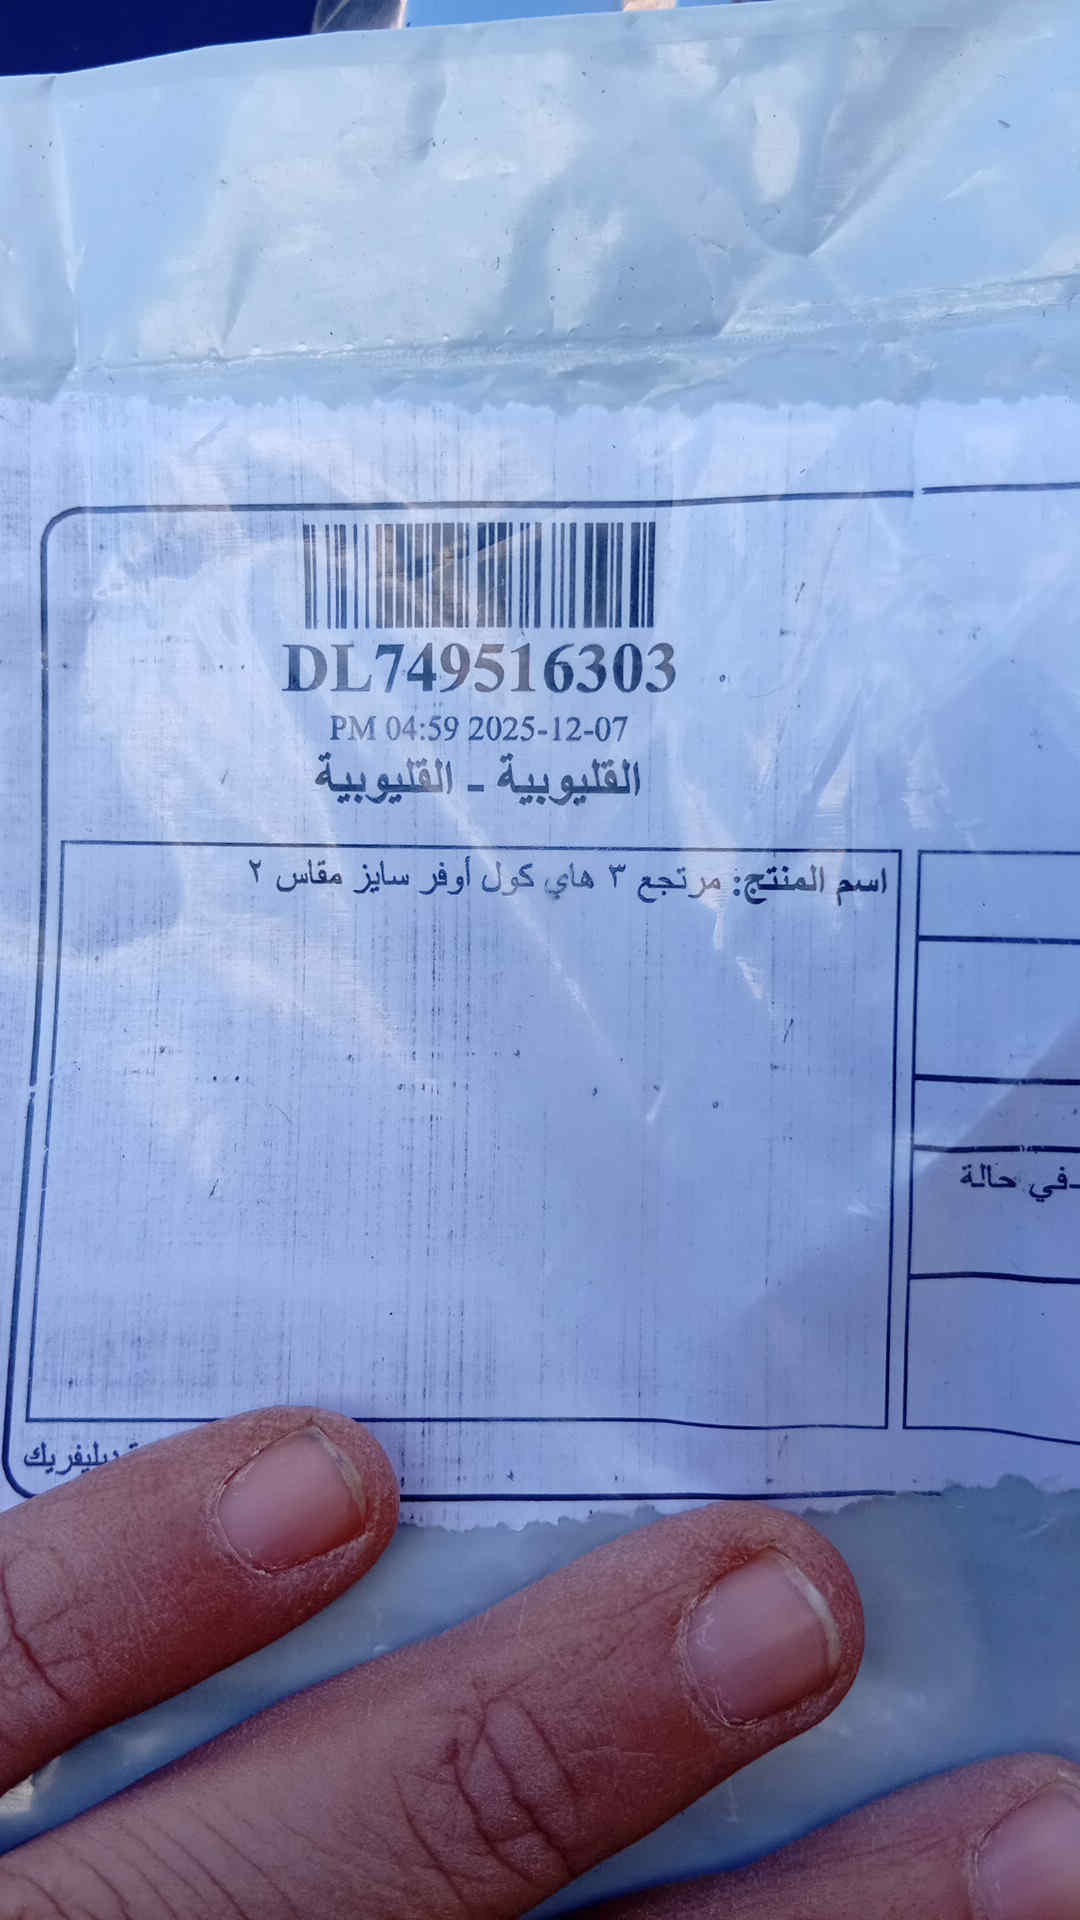 DL749516303
PM 04:59 2025-12-07
القليوبية - القليوبية
اسم المنتج: مرتجع ٣ هاي كول أوفر سايز مقاس ٢
في حالة
ديليفريك